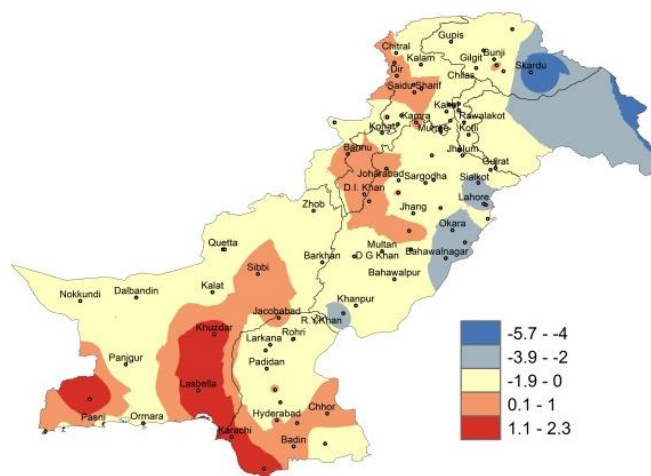 Gupis
Chitral
Kalam
Gilgit
Bunji
Dir
Chilas
Skardu
Saidu Sharif
Kakul
Kamra
Rawalakot
Kohat
Murree
Kotli
Jhelum
Bannu
Gujrat
Joharabad
Sialkot
Sargodha
D.I. Khan
Lahore
Zhob
Jhang
Okara
Quetta
Multan
Barkhan
D G Khan
Bahawalnagar
Sibbi
Bahawalpur
Kalat
Dalbandin
Nokkundi
Khanpur
Jacobabad
R.Y.Khan
Khuzdar
Rohri
Larkana
Panjgur
Padidan
Lasbella
Pasni
Ormara
Hyderabad
Chhor
Karachi
Badin
-5.7 - -4
-3.9 - -2
-1.9 - 0
0.1 - 1
1.1 - 2.3